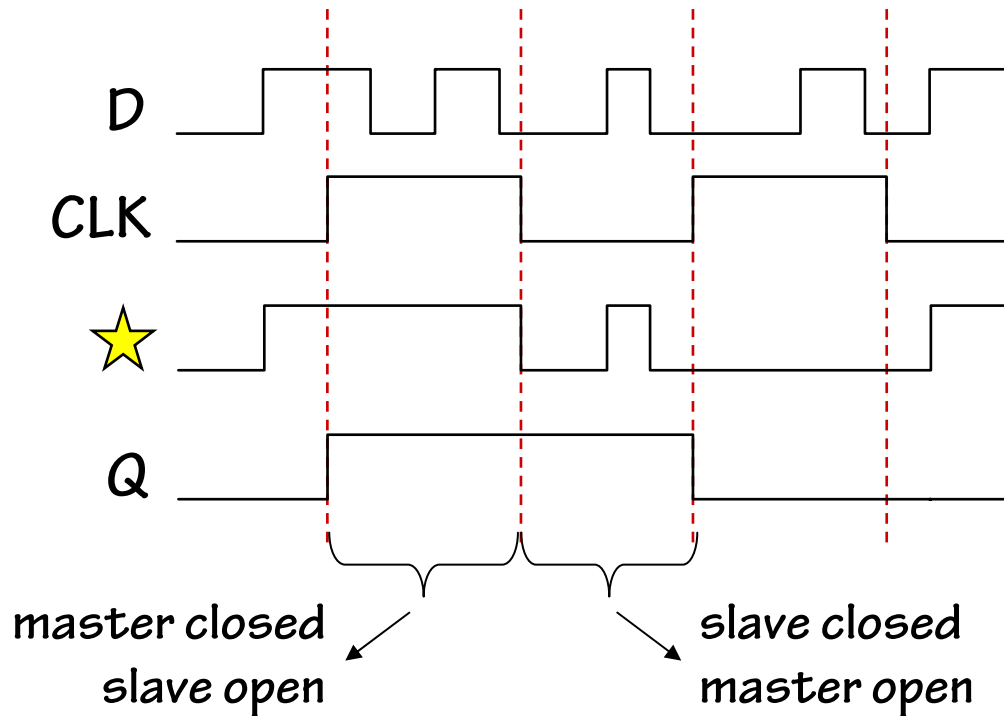 D
CLK
Q
master closed
slave open
slave closed
master open